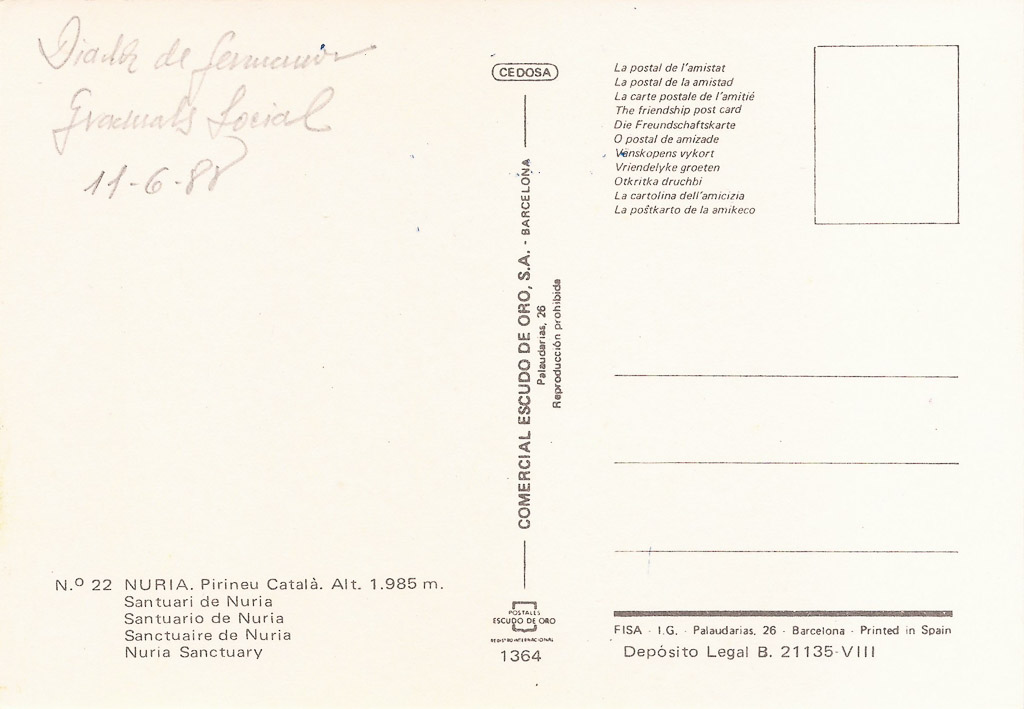 de Germanor
Graduats Social
11-6-88
N.º 22 NURIA. Pirineu Català. Alt. 1.985 m.
Santuari de Nuria
Santuario de Nuria
Sanctuaire de Nuria
Nuria Sanctuary
CEDOSA
COMERCIAL ESCUDO DE ORO, S.A. - BARCELONA
Palaudarias, 26
Reproducción prohibida
POSTALES
ESCUDO DE ORO
REGISTRO INTERNACIONAL
1364
La postal de l'amistat
La postal de la amistad
La carte postale de l'amitié
The friendship post card
Die Freundschaftskarte
O postal de amizade
Vänskopens vykort
Vriendelyke groeten
Otkritka druchbi
La cartolina dell'amicizia
La poŝtkarto de la amikeco
FISA - I.G. - Palaudarias, 26 - Barcelona - Printed in Spain
Depósito Legal B. 21135-VIII